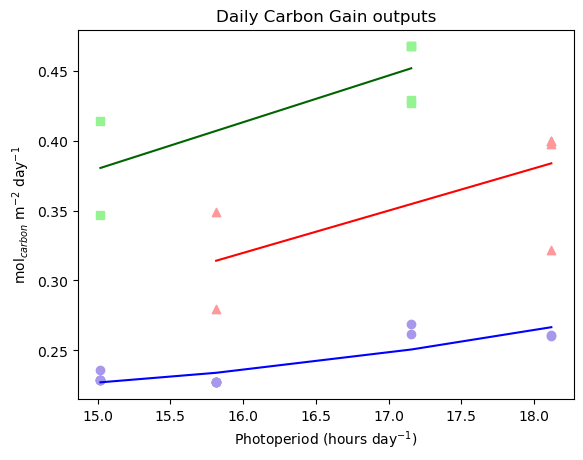 Daily Carbon Gain outputs
mol_{carbon} m^{−2} day^{−1}
0.45
0.40
0.35
0.30
0.25
15.0 15.5 16.0 16.5 17.0 17.5 18.0
Photoperiod (hours day^{−1})